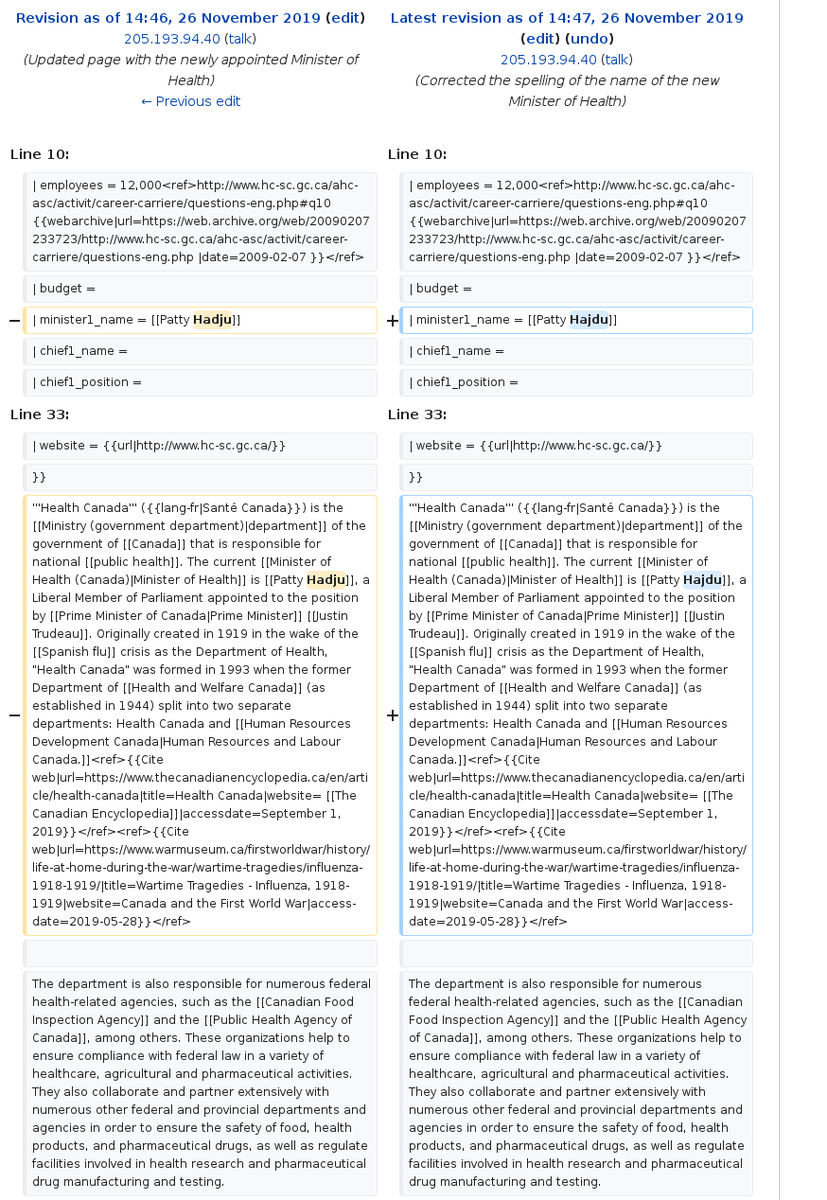 Revision as of 14:46, 26 November 2019 (edit)
205.193.94.40 (talk)
(Updated page with the newly appointed Minister of
Health)
← Previous edit
Latest revision as of 14:47, 26 November 2019
(edit) (undo)
205.193.94.40 (talk)
(Corrected the spelling of the name of the new
Minister of Health)
Line 10:
| employees = 12,000<ref>http://www.hc-sc.gc.ca/ahc-
asc/activit/career-carriere/questions-eng.php#q10
{{webarchive|url=https://web.archive.org/web/20090207
233723/http://www.hc-sc.gc.ca/ahc-asc/activit/career-
carriere/questions-eng.php |date=2009-02-07 }}</ref>
| budget =
− | minister1_name = [[Patty Hadju]]
| chief1_name =
| chief1_position =
Line 10:
| employees = 12,000<ref>http://www.hc-sc.gc.ca/ahc-
asc/activit/career-carriere/questions-eng.php#q10
{{webarchive|url=https://web.archive.org/web/20090207
233723/http://www.hc-sc.gc.ca/ahc-asc/activit/career-
carriere/questions-eng.php |date=2009-02-07 }}</ref>
| budget =
+ | minister1_name = [[Patty Hajdu]]
| chief1_name =
| chief1_position =
Line 33:
| website = {{url|http://www.hc-sc.gc.ca/}}
}}
'''Health Canada''' ({{lang-fr|Santé Canada}}) is the
[[Ministry (government department)|department]] of the
government of [[Canada]] that is responsible for
national [[public health]]. The current [[Minister of
Health (Canada)|Minister of Health]] is [[Patty Hadju]], a
Liberal Member of Parliament appointed to the position
by [[Prime Minister of Canada|Prime Minister]] [[Justin
Trudeau]]. Originally created in 1919 in the wake of the
[[Spanish flu]] crisis as the Department of Health,
"Health Canada" was formed in 1993 when the former
Department of [[Health and Welfare Canada]] (as
− established in 1944) split into two separate
departments: Health Canada and [[Human Resources
Development Canada|Human Resources and Labour
Canada.]]<ref>{{Cite
web|url=https://www.thecanadianencyclopedia.ca/en/arti
cle/health-canada|title=Health Canada|website= [[The
Canadian Encyclopedia]]|accessdate=September 1,
2019}}</ref><ref>{{Cite
web|url=https://www.warmuseum.ca/firstworldwar/history/
life-at-home-during-the-war/wartime-tragedies/influenza-
1918-1919/|title=Wartime Tragedies - Influenza, 1918-
1919|website=Canada and the First World War|access-
date=2019-05-28}}</ref>
The department is also responsible for numerous federal
health-related agencies, such as the [[Canadian Food
Inspection Agency]] and the [[Public Health Agency of
Canada]], among others. These organizations help to
ensure compliance with federal law in a variety of
healthcare, agricultural and pharmaceutical activities.
They also collaborate and partner extensively with
numerous other federal and provincial departments and
agencies in order to ensure the safety of food, health
products, and pharmaceutical drugs, as well as regulate
facilities involved in health research and pharmaceutical
drug manufacturing and testing.
Line 33:
| website = {{url|http://www.hc-sc.gc.ca/}}
}}
'''Health Canada''' ({{lang-fr|Santé Canada}}) is the
[[Ministry (government department)|department]] of the
government of [[Canada]] that is responsible for
national [[public health]]. The current [[Minister of
Health (Canada)|Minister of Health]] is [[Patty Hajdu]], a
Liberal Member of Parliament appointed to the position
by [[Prime Minister of Canada|Prime Minister]] [[Justin
Trudeau]]. Originally created in 1919 in the wake of the
[[Spanish flu]] crisis as the Department of Health,
"Health Canada" was formed in 1993 when the former
Department of [[Health and Welfare Canada]] (as
+ established in 1944) split into two separate
departments: Health Canada and [[Human Resources
Development Canada|Human Resources and Labour
Canada.]]<ref>{{Cite
web|url=https://www.thecanadianencyclopedia.ca/en/arti
cle/health-canada|title=Health Canada|website= [[The
Canadian Encyclopedia]]|accessdate=September 1,
2019}}</ref><ref>{{Cite
web|url=https://www.warmuseum.ca/firstworldwar/history/
life-at-home-during-the-war/wartime-tragedies/influenza-
1918-1919/|title=Wartime Tragedies - Influenza, 1918-
1919|website=Canada and the First World War|access-
date=2019-05-28}}</ref>
The department is also responsible for numerous
federal health-related agencies, such as the [[Canadian
Food Inspection Agency]] and the [[Public Health Agency
of Canada]], among others. These organizations help to
ensure compliance with federal law in a variety of
healthcare, agricultural and pharmaceutical activities.
They also collaborate and partner extensively with
numerous other federal and provincial departments and
agencies in order to ensure the safety of food, health
products, and pharmaceutical drugs, as well as regulate
facilities involved in health research and pharmaceutical
drug manufacturing and testing.